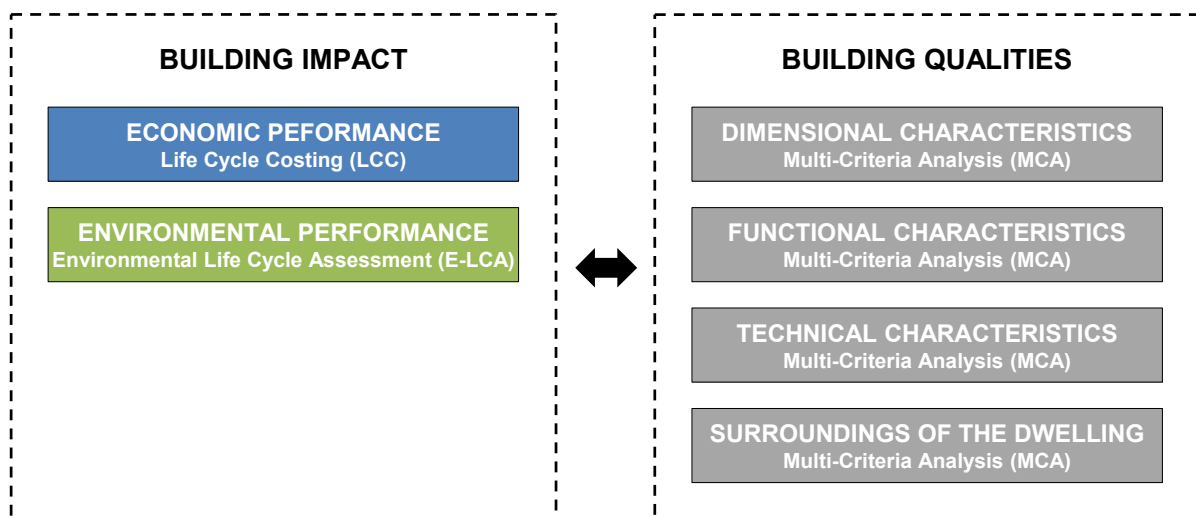 BUILDING IMPACT
ECONOMIC PEFORMANCE
Life Cycle Costing (LCC)
ENVIRONMENTAL PERFORMANCE
Environmental Life Cycle Assessment (E-LCA)
BUILDING QUALITIES
DIMENSIONAL CHARACTERISTICS
Multi-Criteria Analysis (MCA)
FUNCTIONAL CHARACTERISTICS
Multi-Criteria Analysis (MCA)
TECHNICAL CHARACTERISTICS
Multi-Criteria Analysis (MCA)
SURROUNDINGS OF THE DWELLING
Multi-Criteria Analysis (MCA)